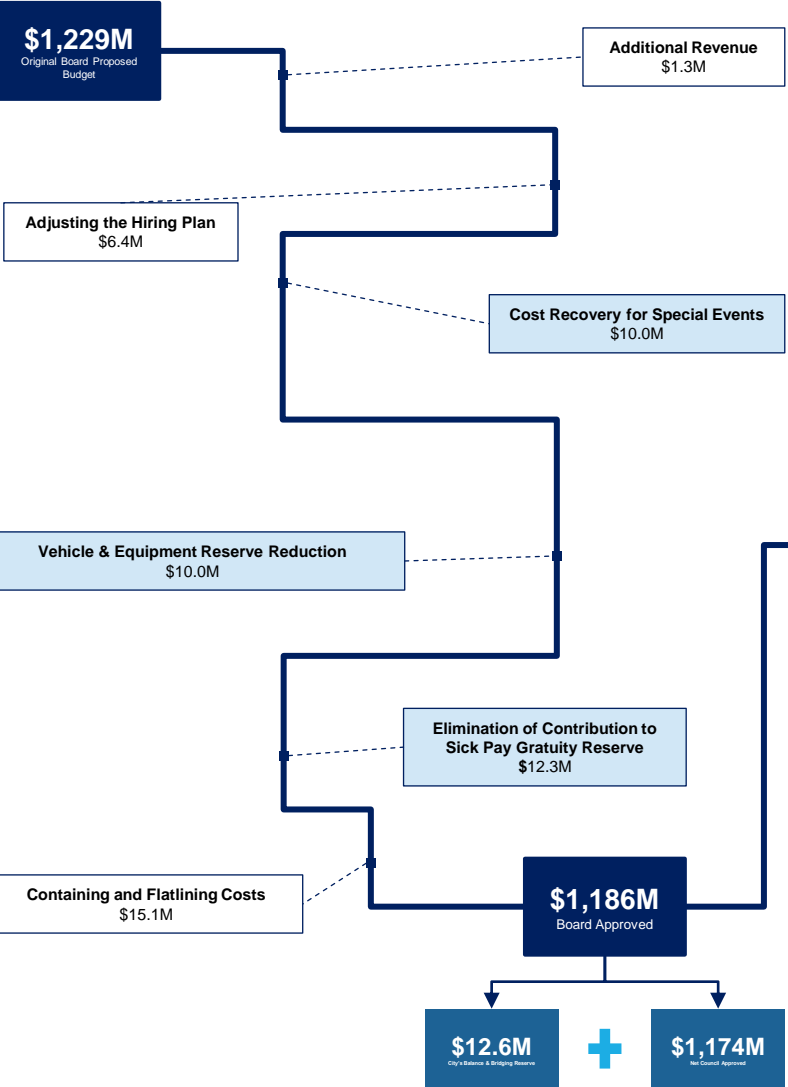 $1,229M
Original Board Proposed
Budget
Additional Revenue
$1.3M
Adjusting the Hiring Plan
$6.4M
Cost Recovery for Special Events
$10.0M
Vehicle & Equipment Reserve Reduction
$10.0M
Elimination of Contribution to
Sick Pay Gratuity Reserve
$12.3M
Containing and Flatlining Costs
$15.1M
$1,186M
Board Approved
$12.6M
City's Balance & Bridging Reserve
$1,174M
Net Council Approved